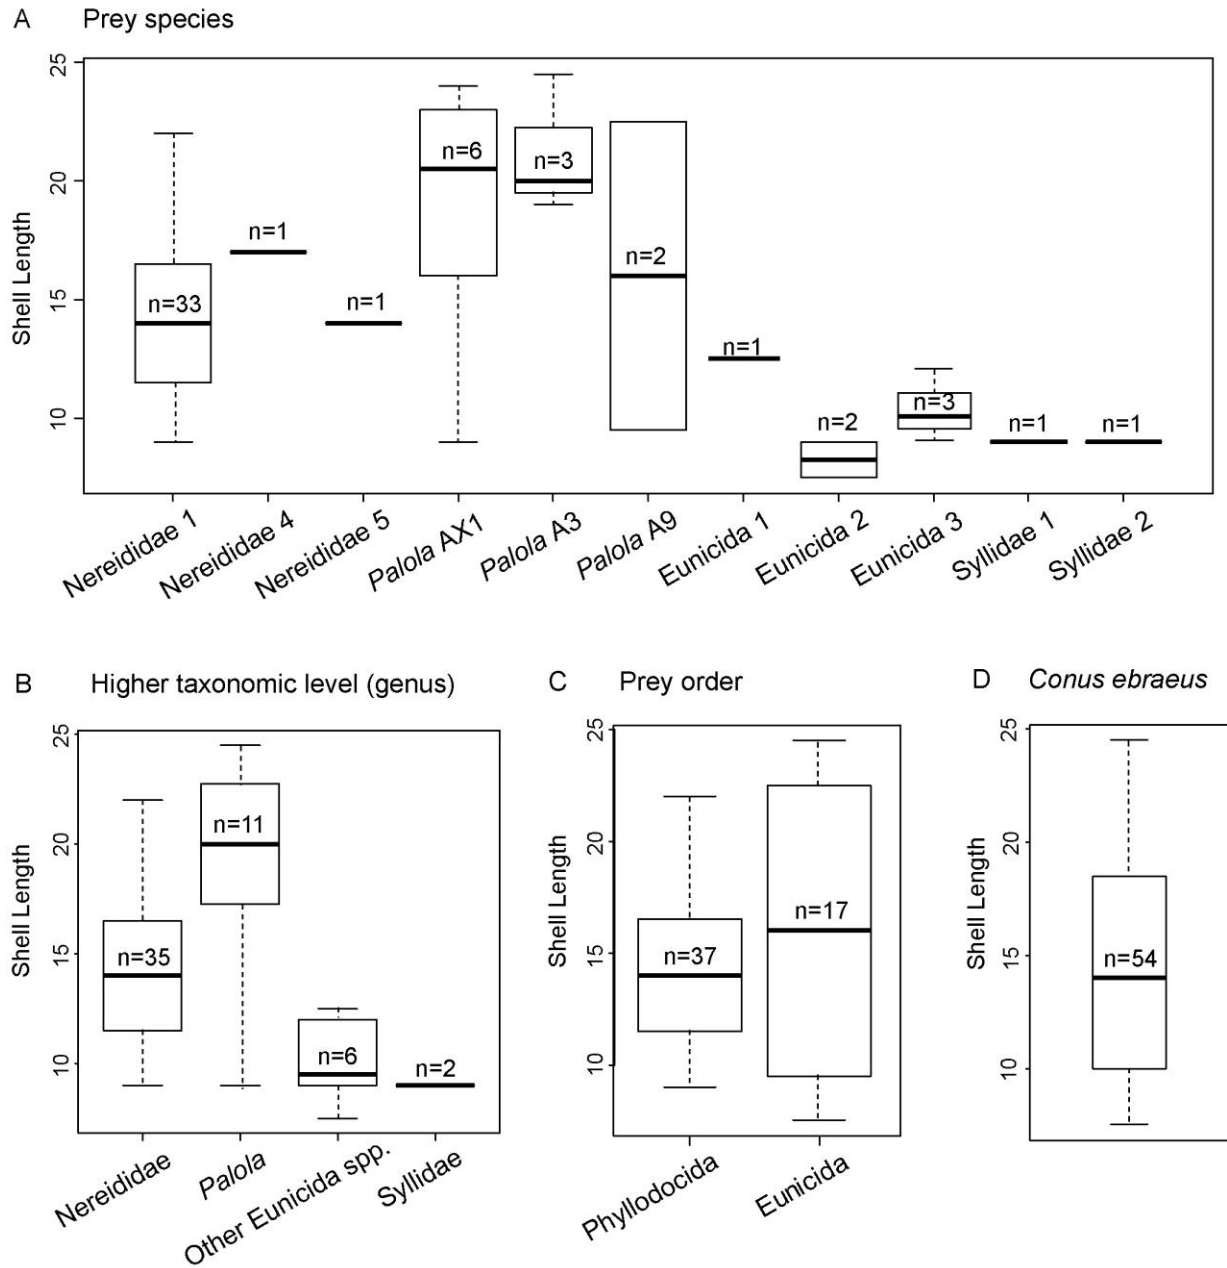 A Prey species
25
20
15
10
Shell Length
n=33
n=1
n=1
n=6
n=3
n=2
n=1
n=2
n=3
n=1
n=1
Nereididae 1
Nereididae 4
Nereididae 5
Palola AX1
Palola A3
Palola A9
Eunicida 1
Eunicida 2
Eunicida 3
Syllidae 1
Syllidae 2
B Higher taxonomic level (genus)
25
20
15
10
Shell Length
n=35
n=11
n=6
n=2
Nereididae
Palola
Other Eunicida spp.
Syllidae
C Prey order
25
20
15
10
Shell Length
n=37
n=17
Phyllodocida
Eunicida
D Conus ebraeus
25
20
15
10
Shell Length
n=54